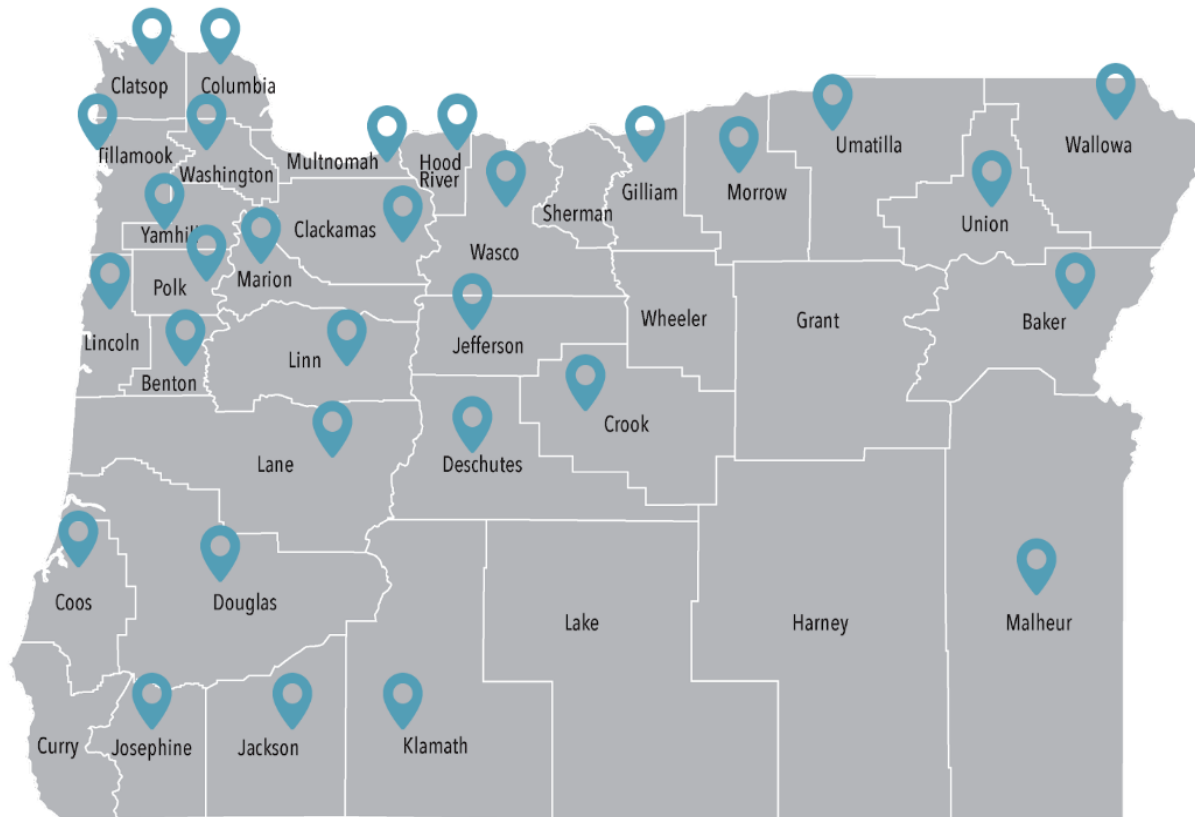 Clatsop
Columbia
Tillamook
Washington
Multnomah
Hood
River
Wasco
Sherman
Gilliam
Morrow
Umatilla
Union
Wallowa
Yamhill
Polk
Marion
Clackamas
Lincoln
Benton
Linn
Jefferson
Wheeler
Grant
Baker
Lane
Deschutes
Crook
Coos
Douglas
Lake
Harney
Malheur
Curry
Josephine
Jackson
Klamath